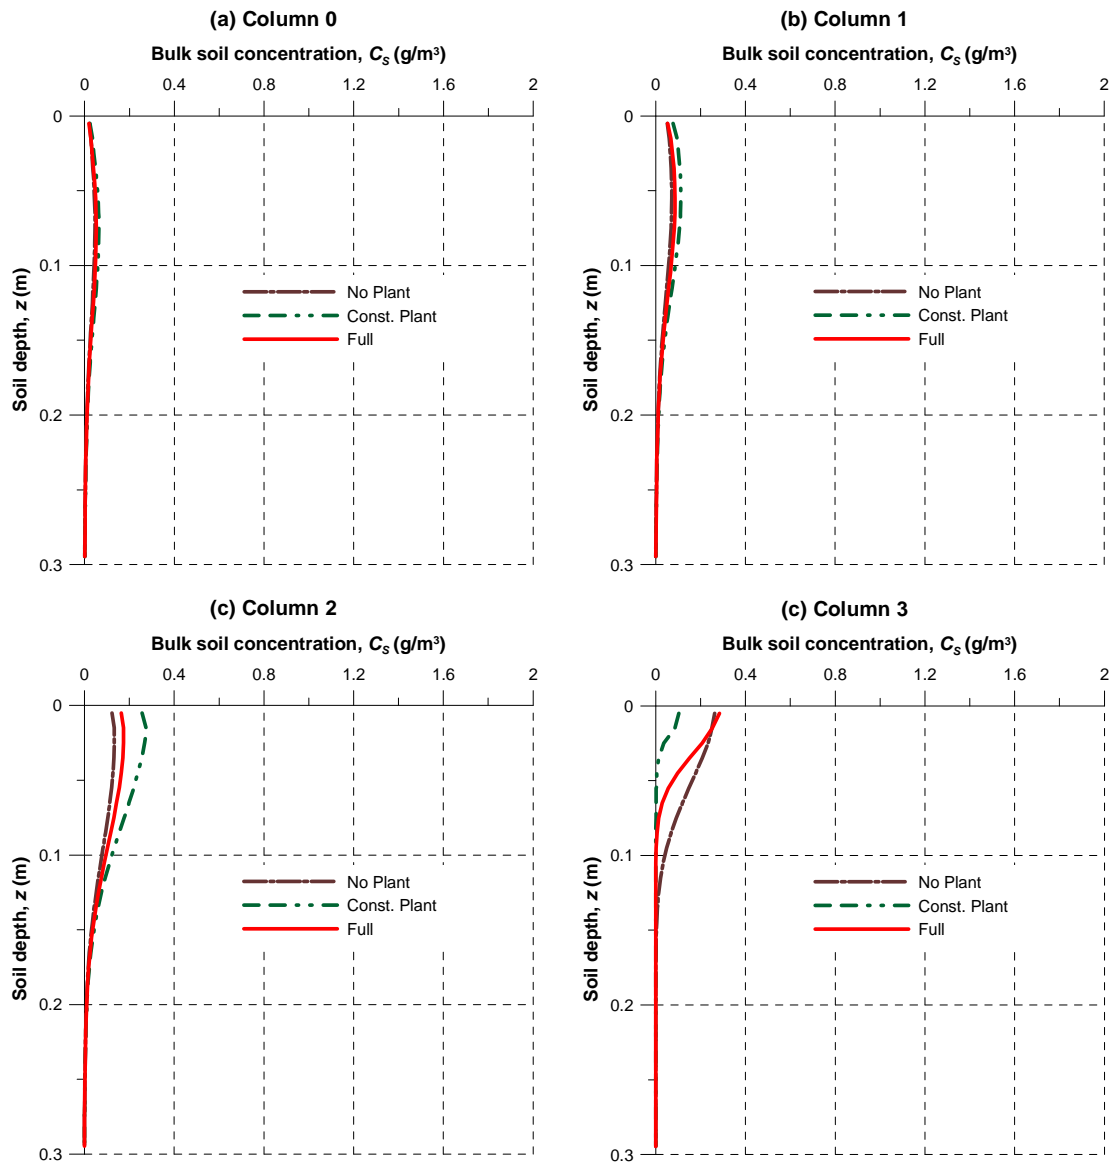 (a) Column 0
Bulk soil concentration, Cs (g/m³)
0 0.4 0.8 1.2 1.6 2
0
0.1
0.2
0.3
Soil depth, z (m)
No Plant
Const. Plant
Full
(b) Column 1
Bulk soil concentration, Cs (g/m³)
0 0.4 0.8 1.2 1.6 2
0
0.1
0.2
0.3
Soil depth, z (m)
No Plant
Const. Plant
Full
(c) Column 2
Bulk soil concentration, Cs (g/m³)
0 0.4 0.8 1.2 1.6 2
0
0.1
0.2
0.3
Soil depth, z (m)
No Plant
Const. Plant
Full
(c) Column 3
Bulk soil concentration, Cs (g/m³)
0 0.4 0.8 1.2 1.6 2
0
0.1
0.2
0.3
Soil depth, z (m)
No Plant
Const. Plant
Full